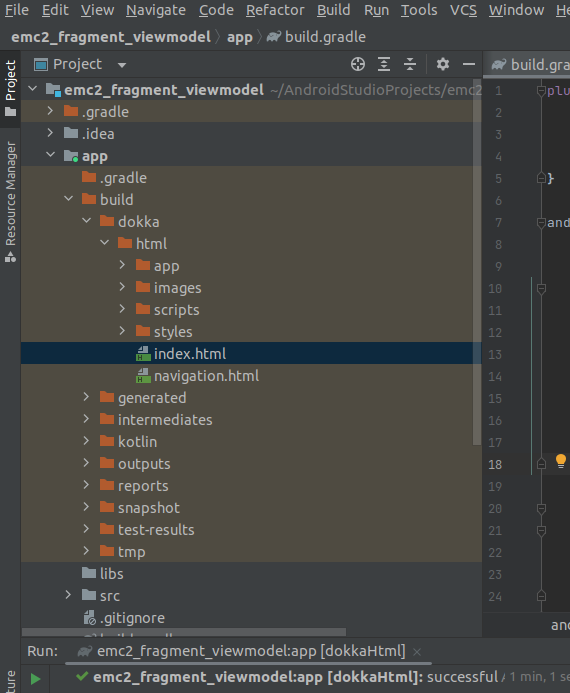 File Edit View Navigate Code Refactor Build Run Tools VCS Window
emc2_fragment_viewmodel app build.gradle
Project
Resource Manager
Project
emc2_fragment_viewmodel ~/AndroidStudioProjects/emc2
.gradle
.idea
app
.gradle
build
dokka
html
app
images
scripts
styles
index.html
navigation.html
generated
intermediates
kotlin
outputs
reports
snapshot
test-results
tmp
libs
src
.gitignore
build.gra
1 plu
2
3
4
5 }
6
7 and
8
9
10
11
12
13
14
15
16
17
18
19
20
21
22
23
24
an
Run: emc2_fragment_viewmodel:app [dokkaHtml] ×
emc2_fragment_viewmodel:app [dokkaHtml]: successful 1 min, 1 se